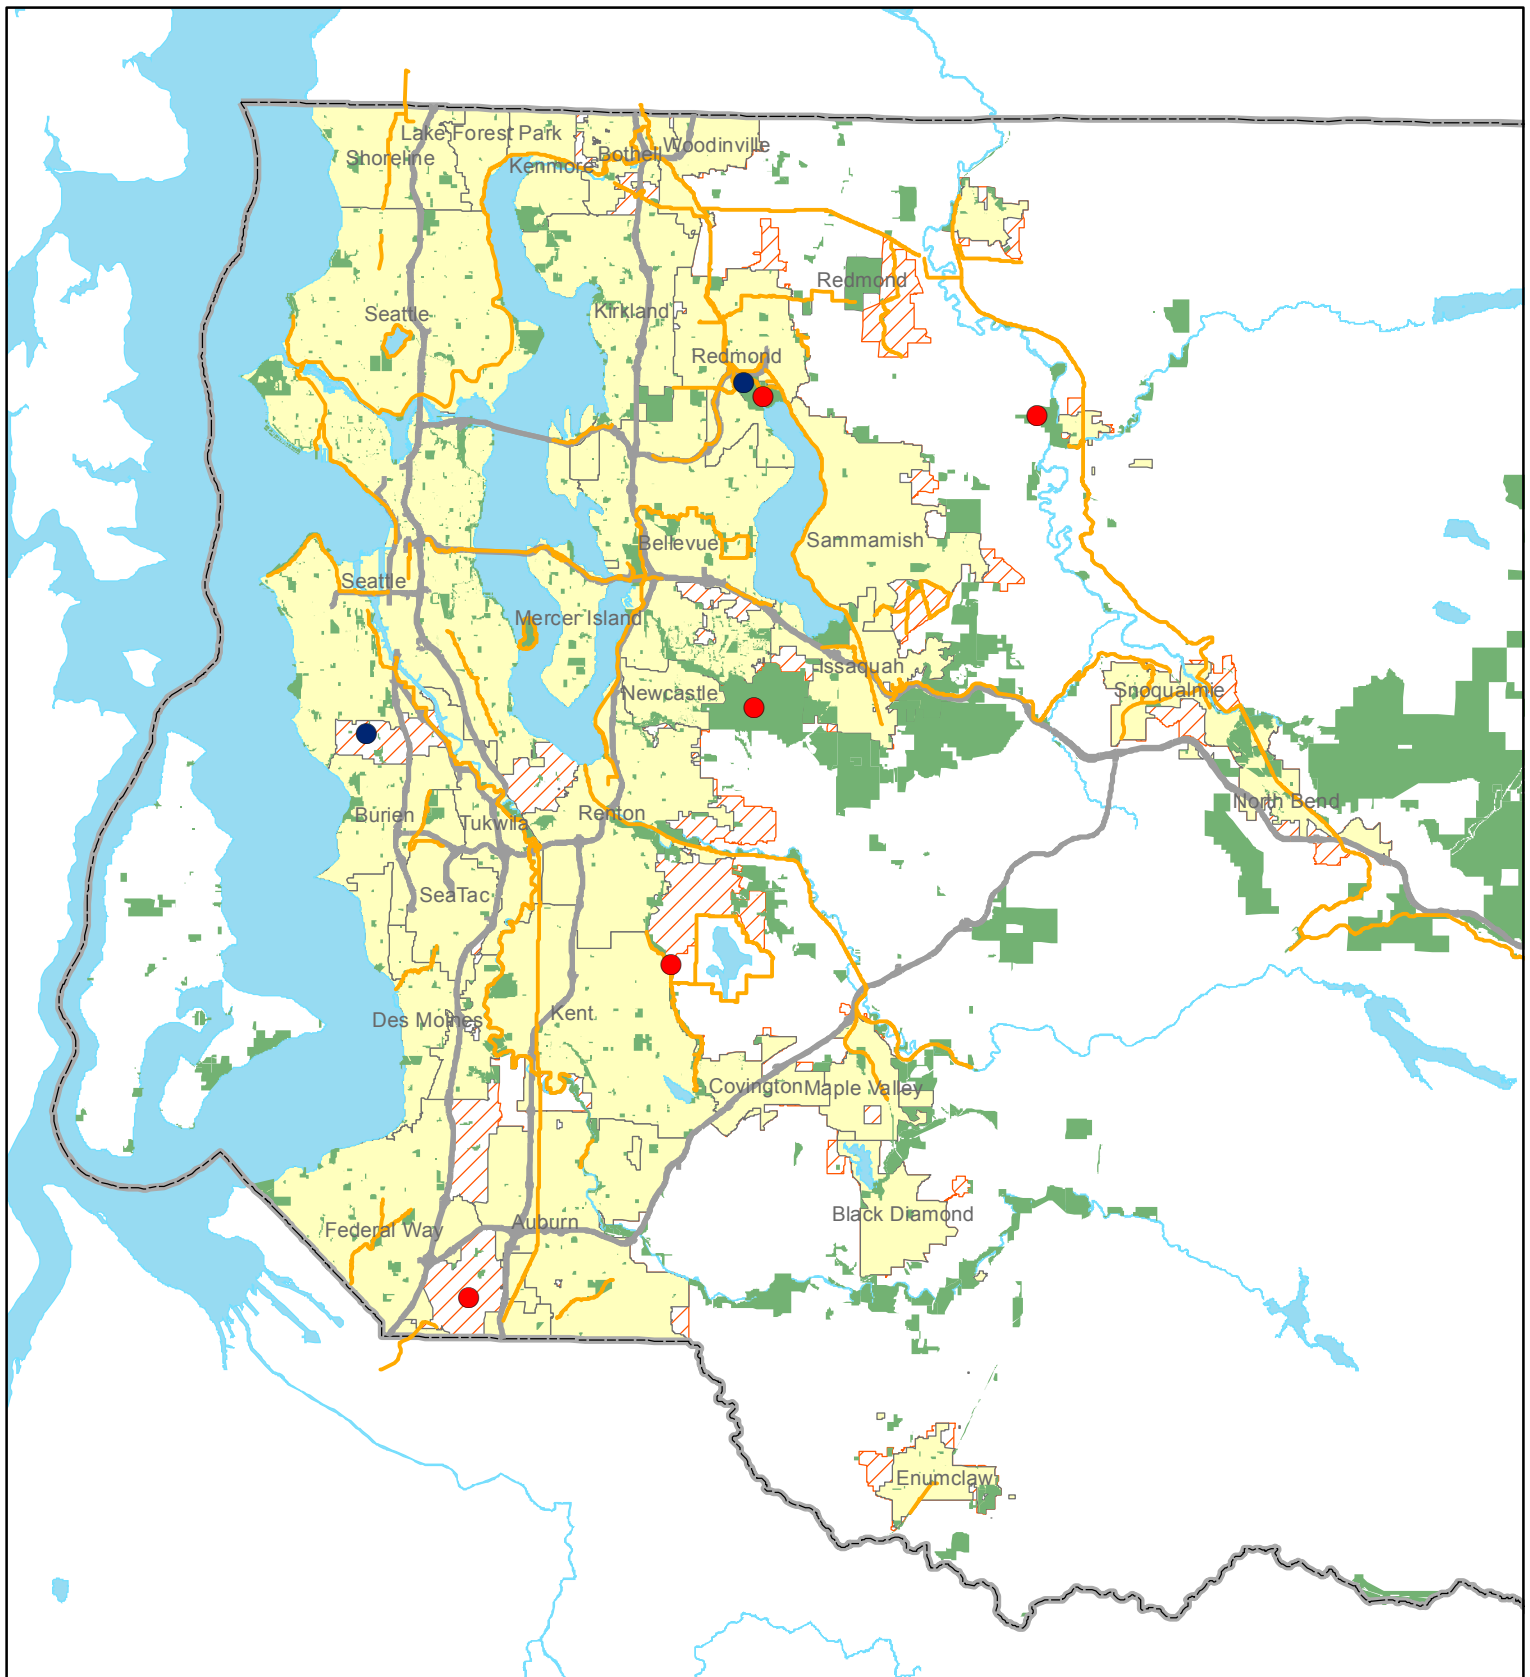 Lake Forest Park
Shoreline
Kenmore
Bothell
Woodinville
Redmond
Seattle
Kirkland
Redmond
Sammamish
Bellevue
Seattle
Mercer Island
Issaquah
Newcastle
Snoqualmie
North Bend
Burien
Tukwila
Renton
SeaTac
Des Moines
Kent
Covington
Maple Valley
Black Diamond
Federal Way
Auburn
Enumclaw